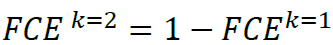 FCE^{k=2} = 1 − FCE^{k=1}